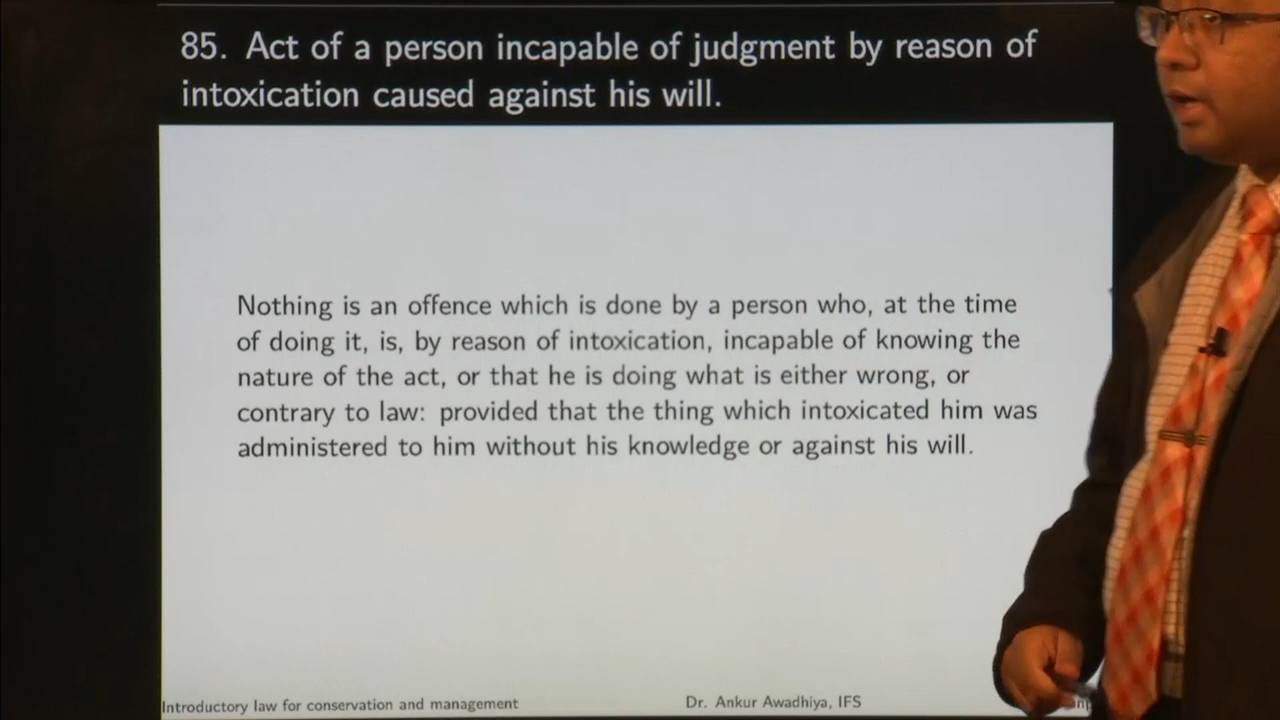 85. Act of a person incapable of judgment by reason of
intoxication caused against his will.
Nothing is an offence which is done by a person who, at the time
of doing it, is, by reason of intoxication, incapable of knowing the
nature of the act, or that he is doing what is either wrong, or
contrary to law: provided that the thing which intoxicated him was
administered to him without his knowledge or against his will.
Introductory law for conservation and management
Dr. Ankur Awadhiya, IFS